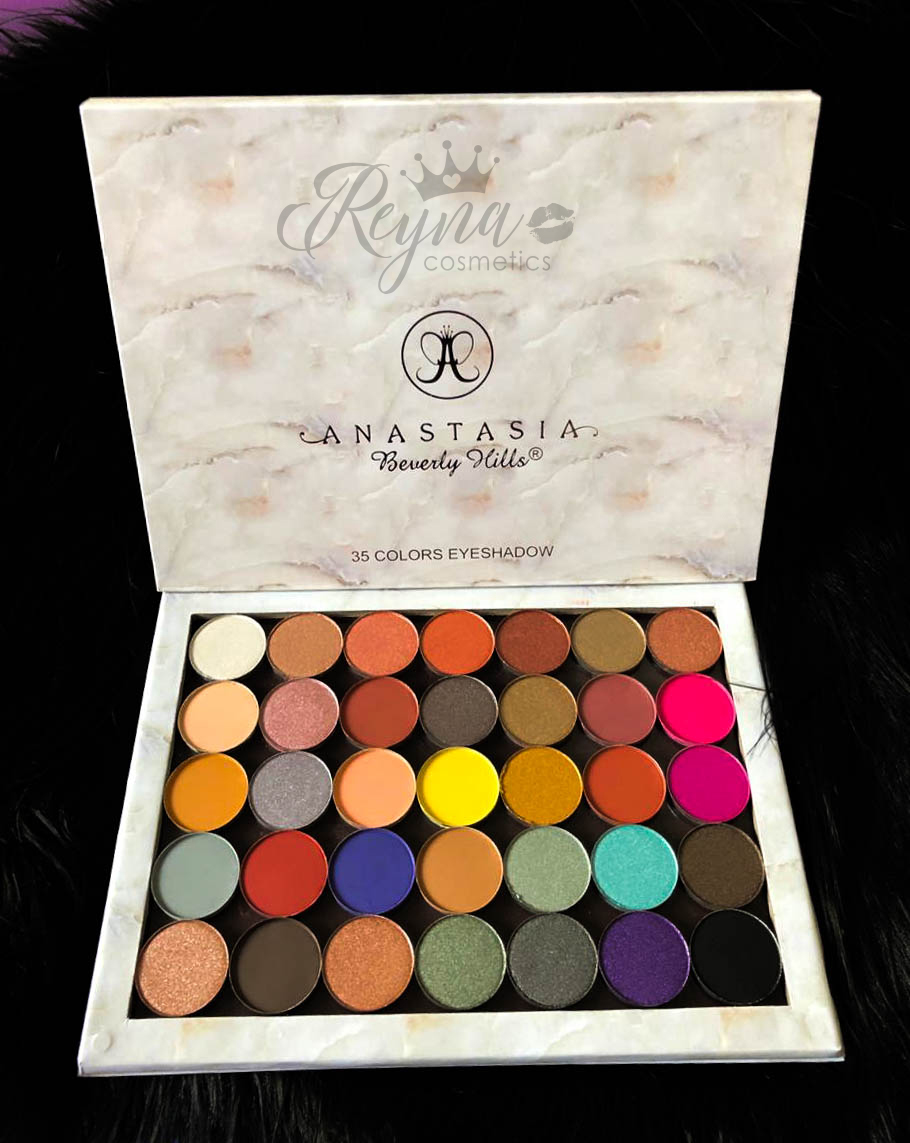 Reyna
cosmetics
A
ANASTASIA
Beverly Hills®
35 COLORS EYESHADOW